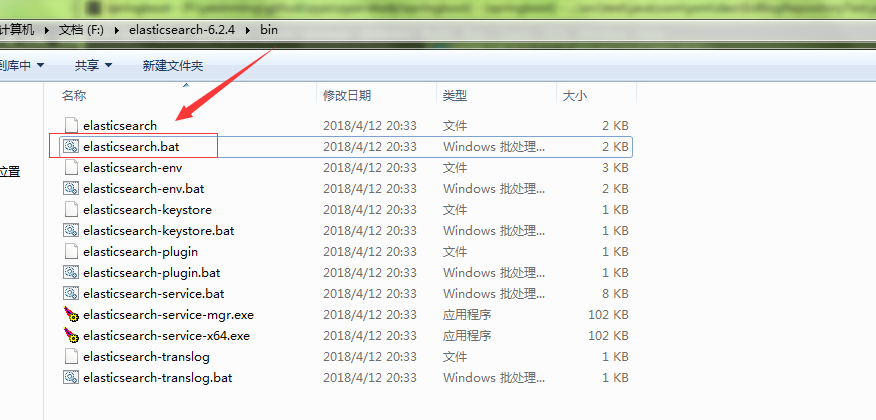 计算机 ▸ 文档 (F:) ▸ elasticsearch-6.2.4 ▸ bin
到库中 ▼ 共享 ▼ 新建文件夹
名称 修改日期 类型 大小
elasticsearch 2018/4/12 20:33 文件 2 KB
elasticsearch.bat 2018/4/12 20:33 Windows 批处理... 2 KB
elasticsearch-env 2018/4/12 20:33 文件 3 KB
位置
elasticsearch-env.bat 2018/4/12 20:33 Windows 批处理... 2 KB
elasticsearch-keystore 2018/4/12 20:33 文件 1 KB
elasticsearch-keystore.bat 2018/4/12 20:33 Windows 批处理... 1 KB
elasticsearch-plugin 2018/4/12 20:33 文件 1 KB
elasticsearch-plugin.bat 2018/4/12 20:33 Windows 批处理... 1 KB
elasticsearch-service.bat 2018/4/12 20:33 Windows 批处理... 8 KB
elasticsearch-service-mgr.exe 2018/4/12 20:33 应用程序 102 KB
elasticsearch-service-x64.exe 2018/4/12 20:33 应用程序 102 KB
elasticsearch-translog 2018/4/12 20:33 文件 1 KB
elasticsearch-translog.bat 2018/4/12 20:33 Windows 批处理... 1 KB